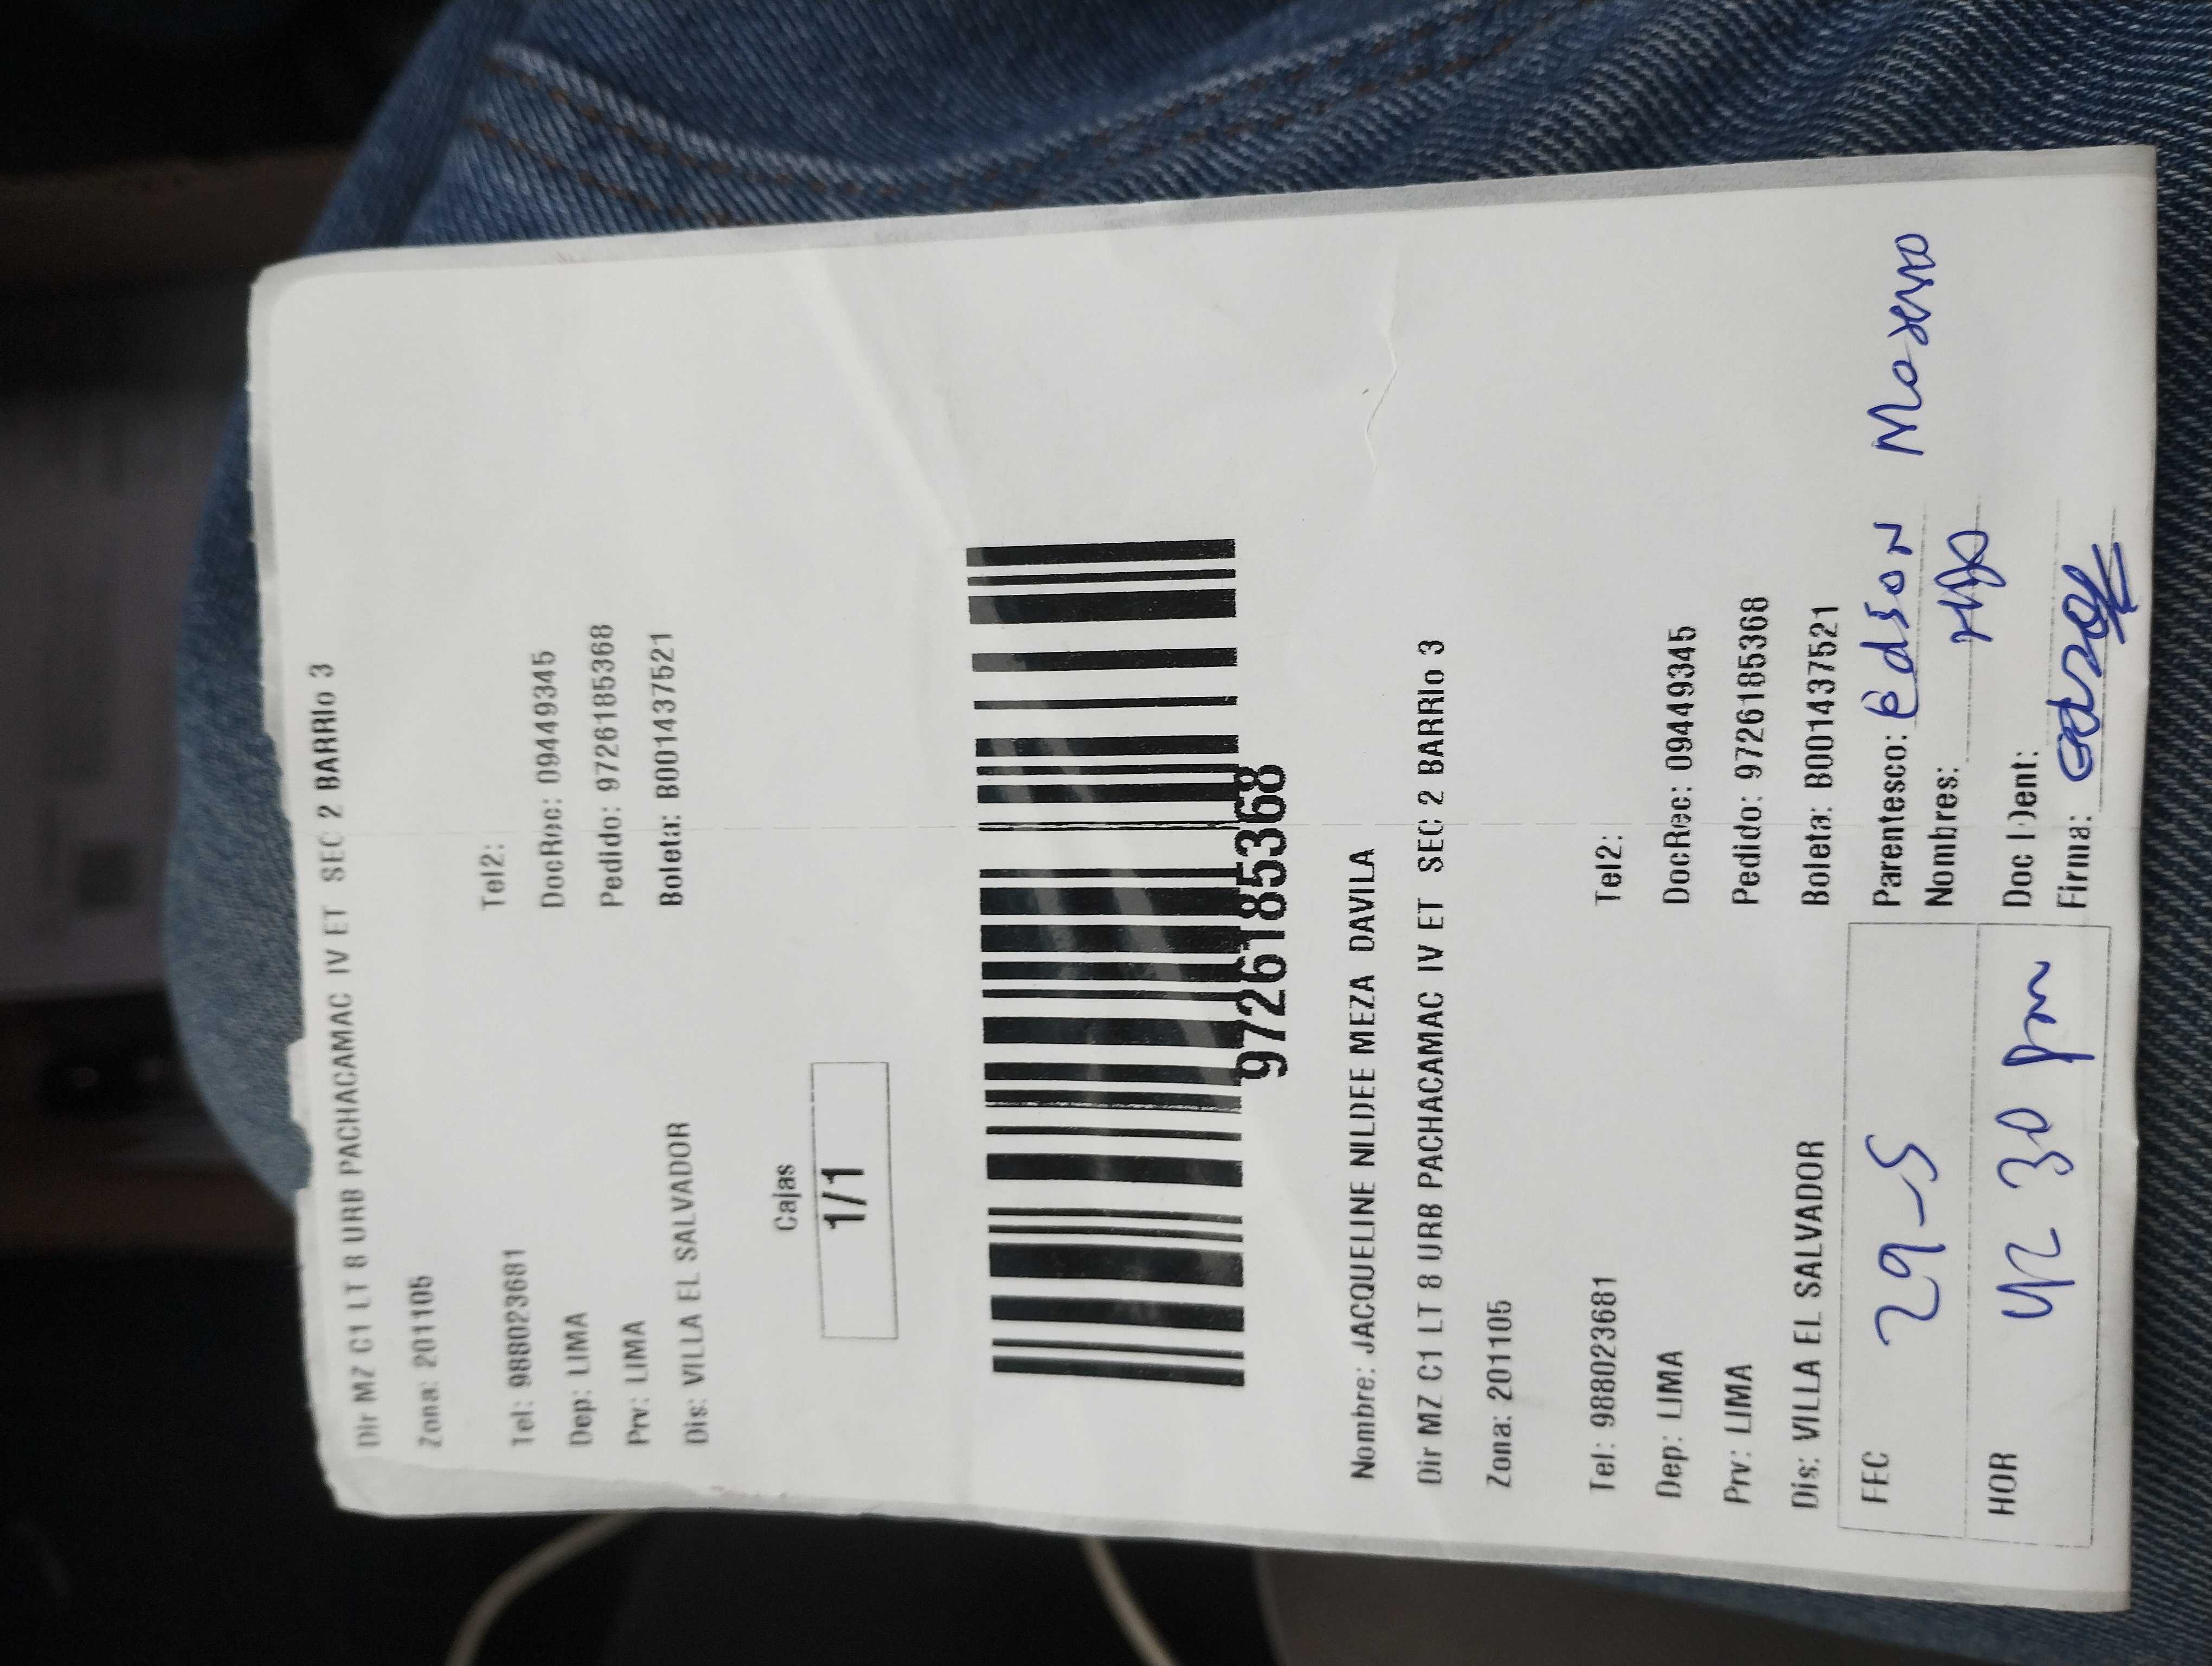 Dir MZ C1 LT 8 URB PACHACAMAC IV ET SEC 2 BARRIo 3
Zona: 201105
Tel: 988023681 Tel2:
Dep: LIMA DocRec: 09449345
Prv: LIMA Pedido: 9726185368
Dis: VILLA EL SALVADOR Boleta: B001437521
Cajas
1/1
9726185368
Nombre: JACQUELINE NILDEE MEZA DAVILA
Dir MZ C1 LT 8 URB PACHACAMAC IV ET SEC 2 BARRIo 3
Zona: 201105
Tel: 988023681 Tel2:
Dep: LIMA DocRec: 09449345
Prv: LIMA Pedido: 9726185368
Dis: VILLA EL SALVADOR Boleta: B001437521
FEC 29-5 Parentesco: Edson
Nombres:
HOR 30 pm Doc Ident:
Firma: